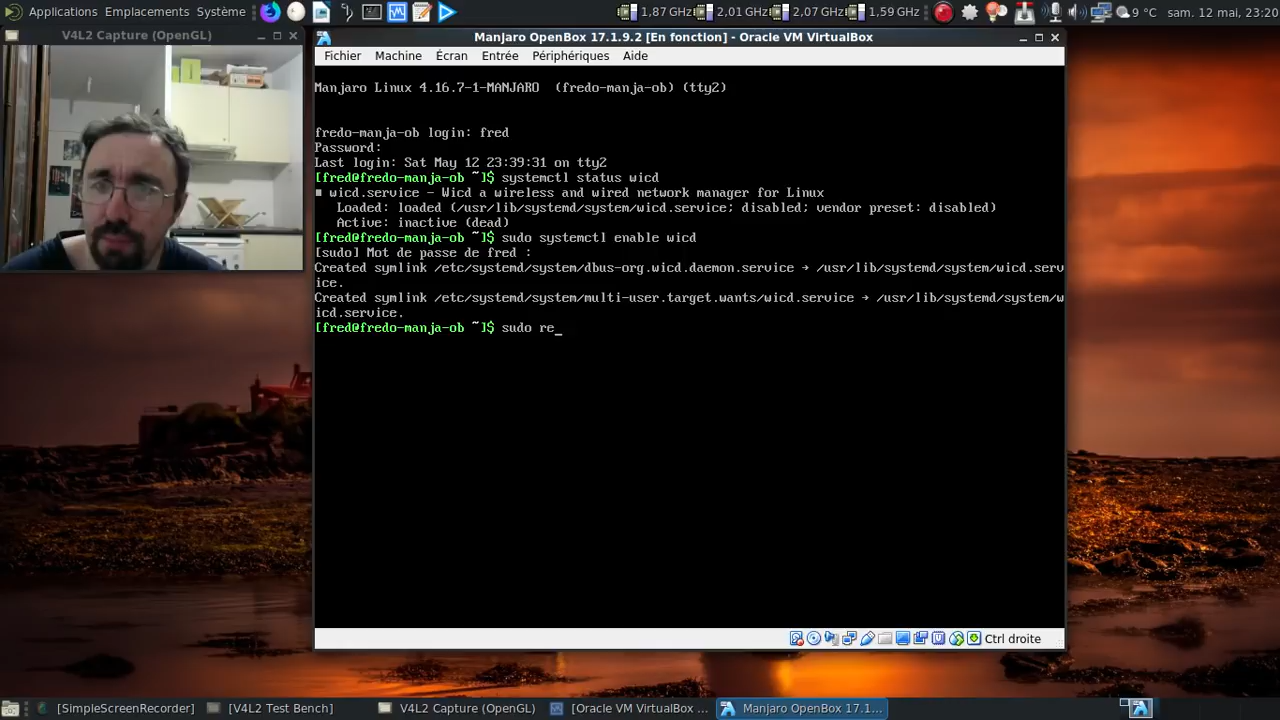 Applications Emplacements Système
1,87 GHz 2,01 GHz 2,07 GHz 1,59 GHz
9 °C sam. 12 mai, 23:20
V4L2 Capture (OpenGL)
ManJaro OpenBox 17.1.9.2 [En fonction] - Oracle VM VirtualBox
Fichier Machine Écran Entrée Périphériques Aide
Manjaro Linux 4.16.7-1-MANJARO (fredo-manja-ob) (tty2)
fredo-manja-ob login: fred
Password:
Last login: Sat May 12 23:39:31 on tty2
[fred@fredo-manja-ob ~]$ systemctl status wicd
■ wicd.service - Wicd a wireless and wired network manager for Linux
Loaded: loaded (/usr/lib/systemd/system/wicd.service; disabled; vendor preset: disabled)
Active: inactive (dead)
[fred@fredo-manja-ob ~]$ sudo systemctl enable wicd
[sudo] Mot de passe de fred :
Created symlink /etc/systemd/system/dbus-org.wicd.daemon.service → /usr/lib/systemd/system/wicd.serv
ice.
Created symlink /etc/systemd/system/multi-user.target.wants/wicd.service → /usr/lib/systemd/system/w
icd.service.
[fred@fredo-manja-ob ~]$ sudo re_
Ctrl droite
[SimpleScreenRecorder] [V4L2 Test Bench] V4L2 Capture (OpenGL) [Oracle VM VirtualBox ... Manjaro OpenBox 17.1...